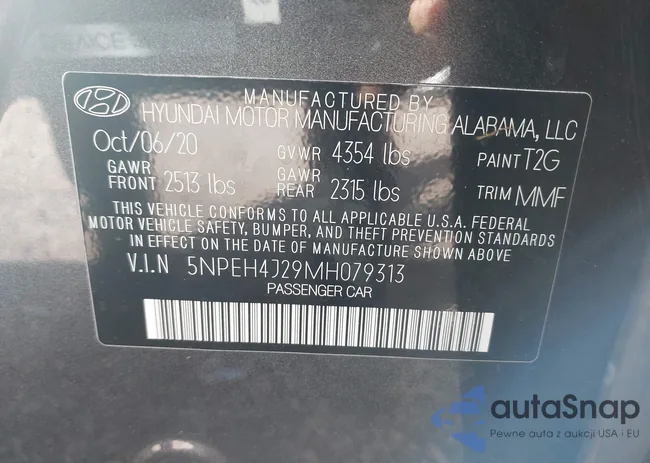 SERVICE
MANUFACTURED BY
HYUNDAI MOTOR MANUFACTURING ALABAMA, LLC
Oct/06/20 GVWR 4354 lbs PAINT T2G
GAWR FRONT 2513 lbs GAWR REAR 2315 lbs TRIM MMF
THIS VEHICLE CONFORMS TO ALL APPLICABLE U.S.A. FEDERAL
MOTOR VEHICLE SAFETY, BUMPER, AND THEFT PREVENTION STANDARDS
IN EFFECT ON THE DATE OF MANUFACTURE SHOWN ABOVE
V.I.N 5NPEH4J29MH079313
PASSENGER CAR
autaSnap
Pewne auta z aukcji USA i EU